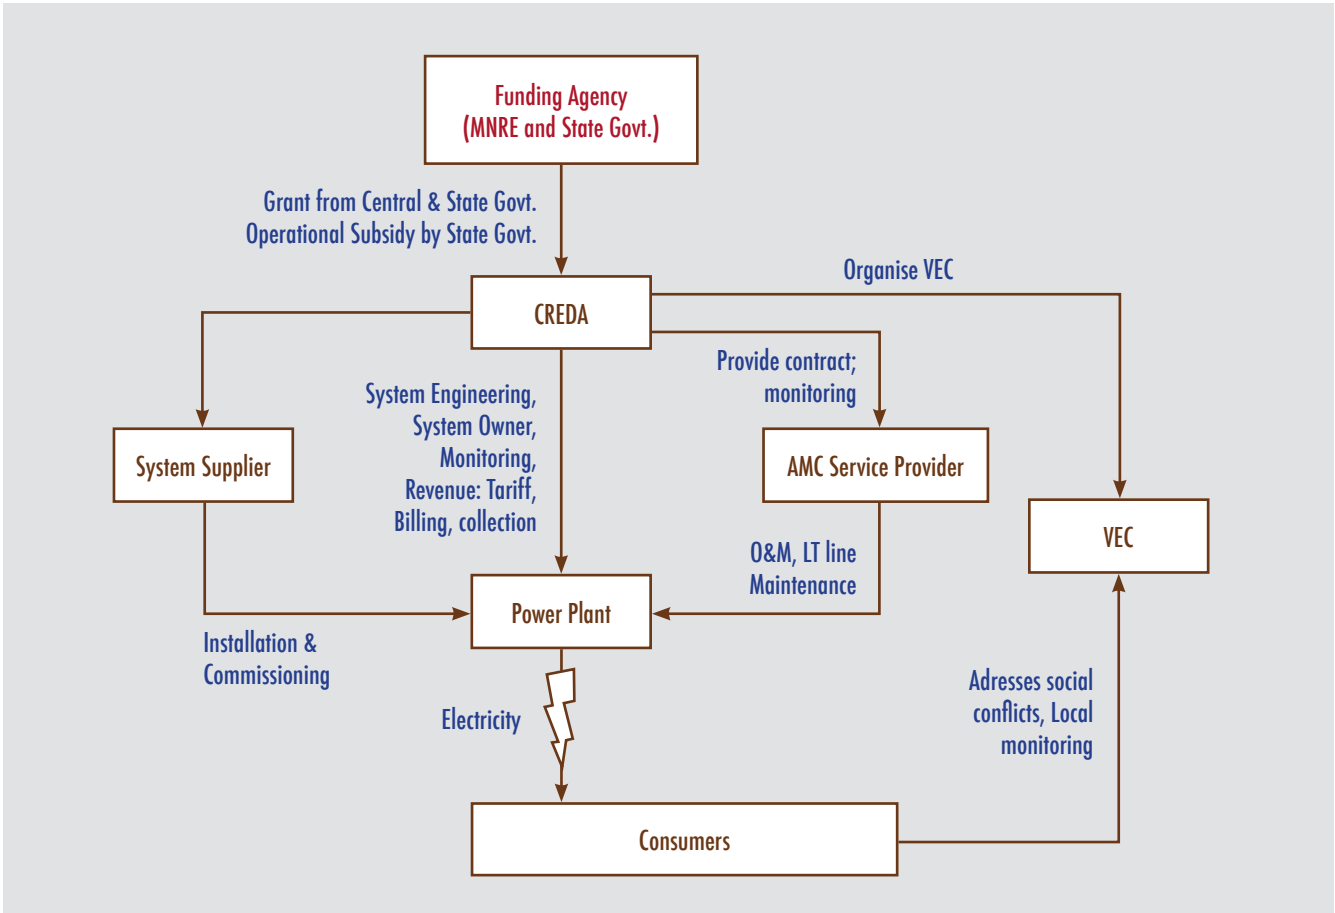 Funding Agency
(MNRE and State Govt.)
Grant from Central & State Govt.
Operational Subsidy by State Govt.
Organise VEC
CREDA
Provide contract;
monitoring
System Engineering,
System Owner,
Monitoring,
Revenue: Tariff,
Billing, collection
System Supplier
AMC Service Provider
VEC
O&M, LT line
Maintenance
Power Plant
Installation &
Commissioning
Electricity
Adresses social
conflicts, Local
monitoring
Consumers